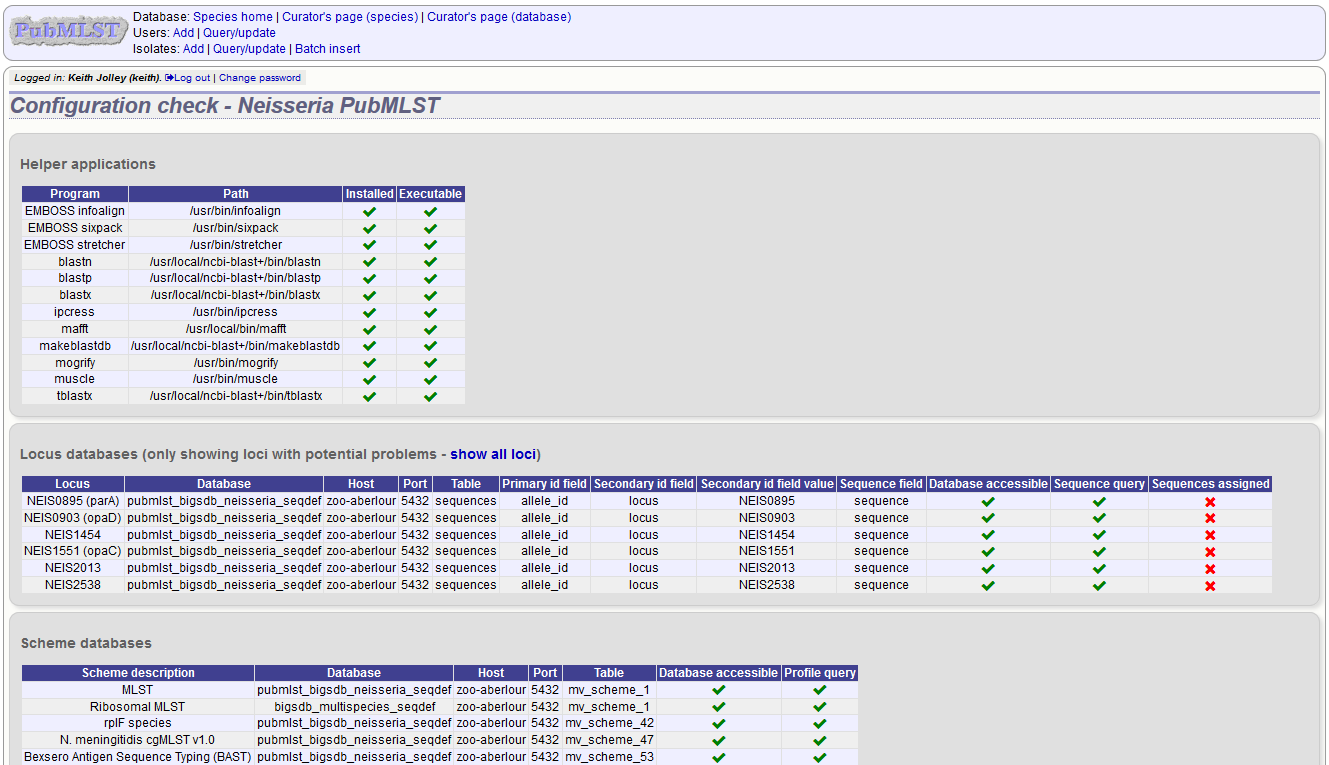 PubMLST
Database: Species home | Curator's page (species) | Curator's page (database)
Users: Add | Query/update
Isolates: Add | Query/update | Batch insert
Logged in: Keith Jolley (keith). Log out | Change password
Configuration check - Neisseria PubMLST
Helper applications
Program Path Installed Executable
EMBOSS infoalign /usr/bin/infoalign
EMBOSS sixpack /usr/bin/sixpack
EMBOSS stretcher /usr/bin/stretcher
blastn /usr/local/ncbi-blast+/bin/blastn
blastp /usr/local/ncbi-blast+/bin/blastp
blastx /usr/local/ncbi-blast+/bin/blastx
ipcress /usr/bin/ipcress
mafft /usr/local/bin/mafft
makeblastdb /usr/local/ncbi-blast+/bin/makeblastdb
mogrify /usr/bin/mogrify
muscle /usr/bin/muscle
tblastx /usr/local/ncbi-blast+/bin/tblastx
Locus databases (only showing loci with potential problems - show all loci)
Locus Database Host Port Table Primary id field Secondary id field Secondary id field value Sequence field Database accessible Sequence query Sequences assigned
NEIS0895 (parA) pubmlst_bigsdb_neisseria_seqdef zoo-aberlour 5432 sequences allele_id locus NEIS0895 sequence
NEIS0903 (opaD) pubmlst_bigsdb_neisseria_seqdef zoo-aberlour 5432 sequences allele_id locus NEIS0903 sequence
NEIS1454 pubmlst_bigsdb_neisseria_seqdef zoo-aberlour 5432 sequences allele_id locus NEIS1454 sequence
NEIS1551 (opaC) pubmlst_bigsdb_neisseria_seqdef zoo-aberlour 5432 sequences allele_id locus NEIS1551 sequence
NEIS2013 pubmlst_bigsdb_neisseria_seqdef zoo-aberlour 5432 sequences allele_id locus NEIS2013 sequence
NEIS2538 pubmlst_bigsdb_neisseria_seqdef zoo-aberlour 5432 sequences allele_id locus NEIS2538 sequence
Scheme databases
Scheme description Database Host Port Table Database accessible Profile query
MLST pubmlst_bigsdb_neisseria_seqdef zoo-aberlour 5432 mv_scheme_1
Ribosomal MLST bigsdb_multispecies_seqdef zoo-aberlour 5432 mv_scheme_1
rplF species pubmlst_bigsdb_neisseria_seqdef zoo-aberlour 5432 mv_scheme_42
N. meningitidis cgMLST v1.0 pubmlst_bigsdb_neisseria_seqdef zoo-aberlour 5432 mv_scheme_47
Bexsero Antigen Sequence Typing (BAST) pubmlst_bigsdb_neisseria_seqdef zoo-aberlour 5432 mv_scheme_53